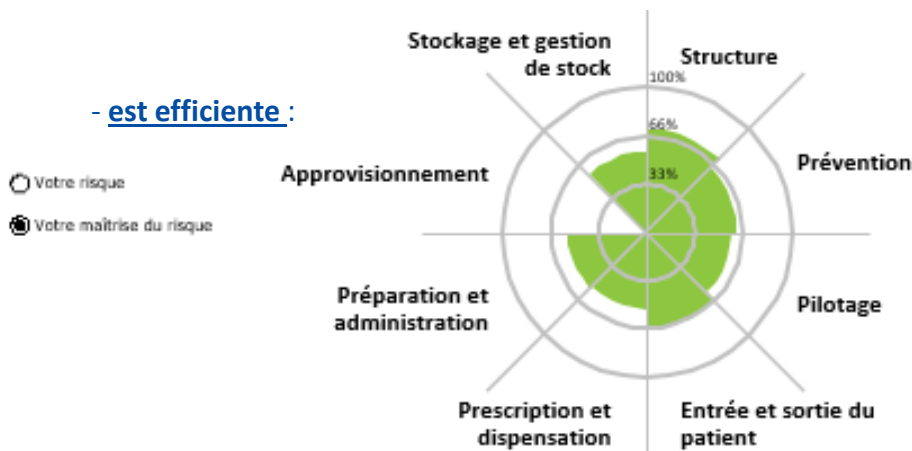 Stockage et gestion
de stock
Structure
100%
- est efficiente :
66%
Prévention
Approvisionnement
33%
Votre risque
Votre maîtrise du risque
Préparation et
administration
Pilotage
Prescription et
dispensation
Entrée et sortie du
patient